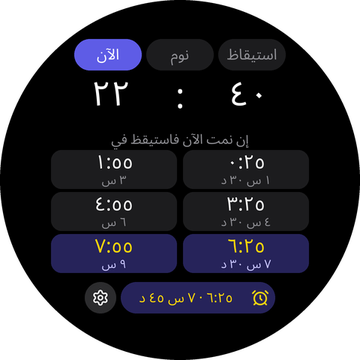 استيقاظ نوم الآن
٢٢ : ٤٠
إن نمت الآن فاستيقظ في
٠:٢٥ ١:٥٥
١ س ٣٠ د ٣ س
٣:٢٥ ٤:٥٥
٤ س ٣٠ د ٦ س
٦:٢٥ ٧:٥٥
٧ س ٣٠ د ٩ س
٦:٢٥ • ٧ س ٤٥ د